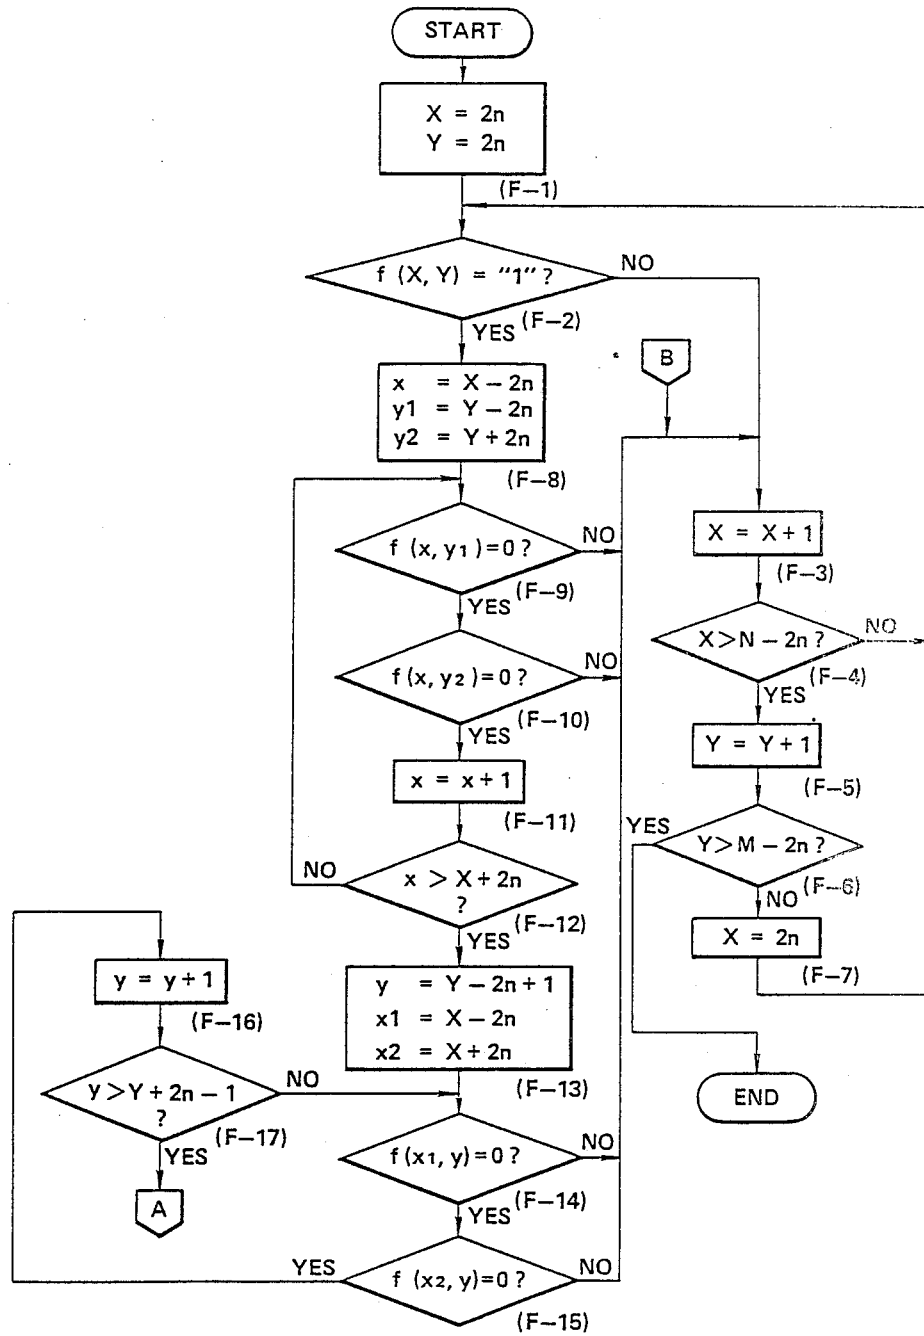 START
X = 2n
Y = 2n
(F-1)
f (X, Y) = "1" ?
NO
YES
(F-2)
B
x = X - 2n
y1 = Y - 2n
y2 = Y + 2n
(F-8)
f (x, y1)=0 ?
NO
YES
(F-9)
X = X + 1
(F-3)
f (x, y2)=0 ?
NO
YES
(F-10)
X > N - 2n ?
NO
(F-4)
YES
x = x+1
(F-11)
Y = Y + 1
(F-5)
NO
x > X + 2n
?
(F-12)
YES
YES
Y > M - 2n ?
(F-6)
NO
X = 2n
(F-7)
y = y + 1
(F-16)
y = Y - 2n + 1
x1 = X - 2n
x2 = X + 2n
(F-13)
END
y > Y + 2n - 1
?
NO
(F-17)
YES
A
f (x1, y)=0 ?
NO
(F-14)
YES
YES
f (x2, y)=0 ?
NO
(F-15)